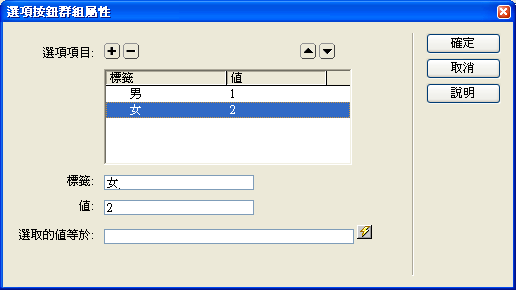 選項按鈕群組屬性
選項項目:
標籤 值
男 1
女 2
標籤: 女
值: 2
選取的值等於:
確定
取消
說明